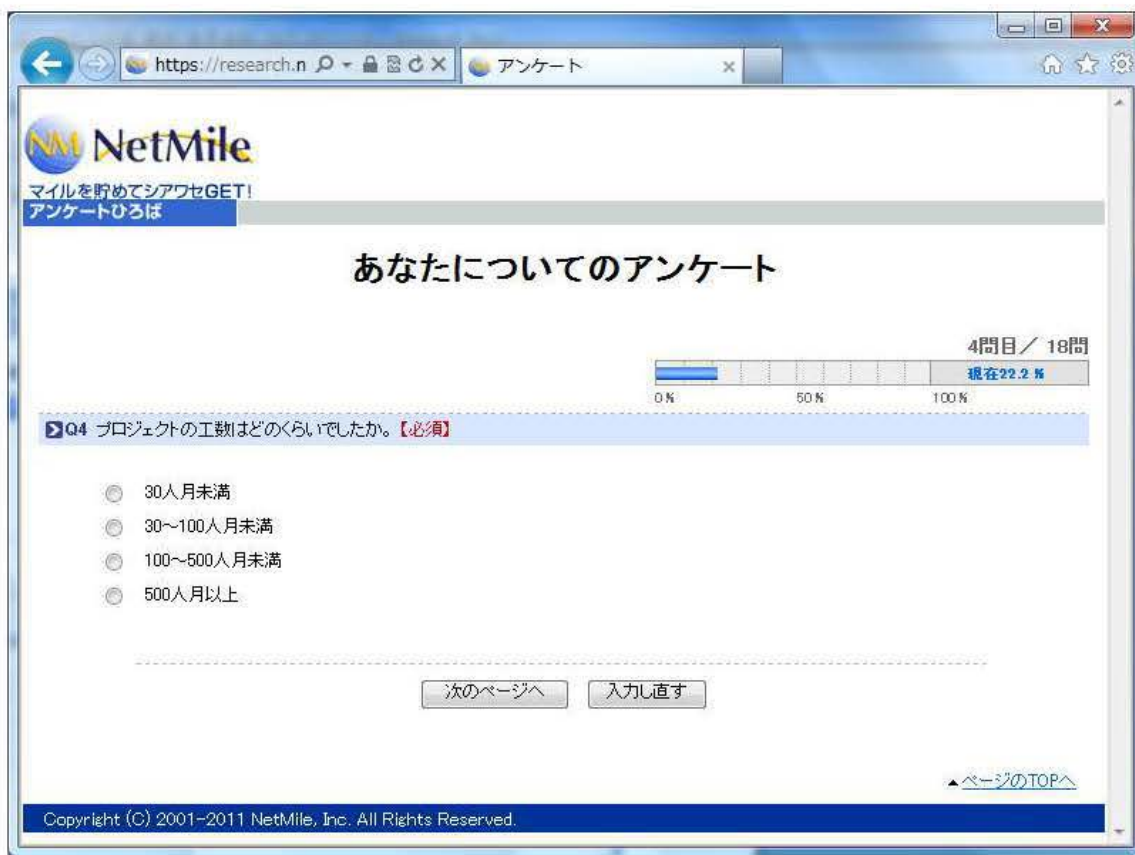 https://research.n
アンケート
NM NetMile
マイルを貯めてシアワセGET!
アンケートひろば
あなたについてのアンケート
4問目／ 18問
現在22.2 %
0 % 50 % 100 %
Q4 プロジェクトの工数はどのくらいでしたか。【必須】
30人月未満
30～100人月未満
100～500人月未満
500人月以上
次のページへ 入力し直す
▲ページのTOPへ
Copyright (C) 2001-2011 NetMile, Inc. All Rights Reserved.